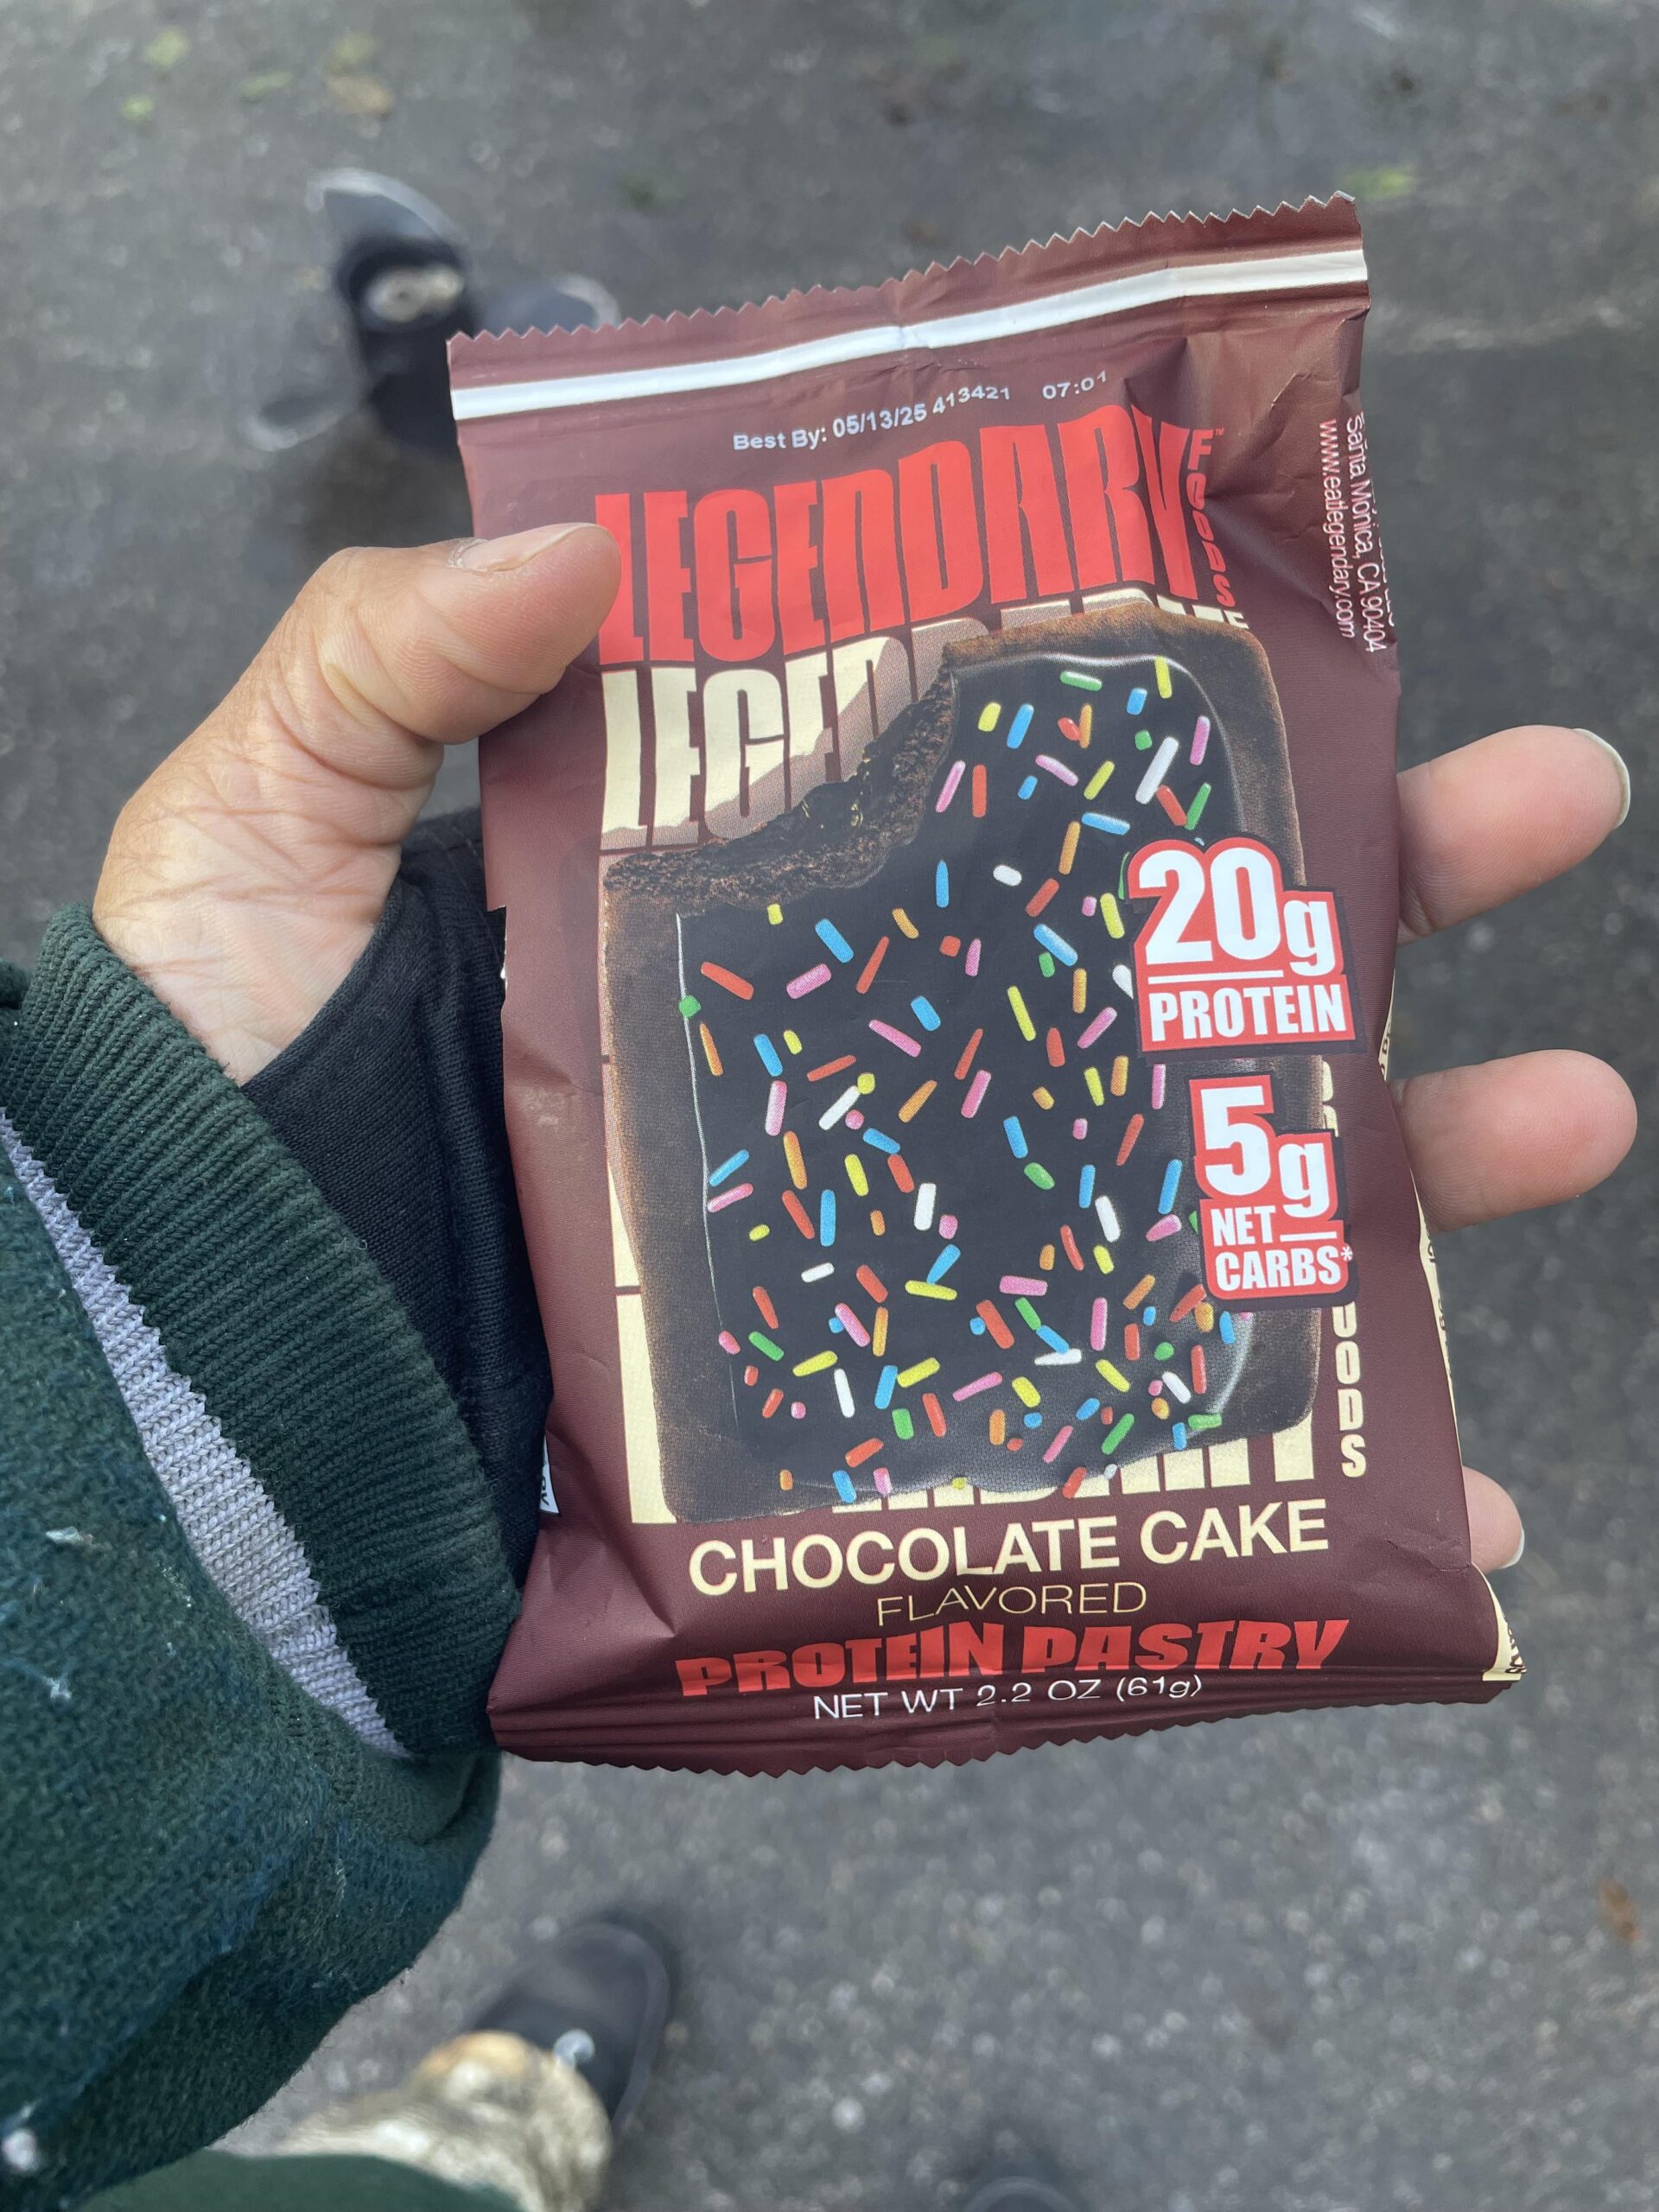 Best By: 05/13/25 413421 07:01
LEGENDARY
FOODS™
Santa Monica, CA 90404
www.eatlegendary.com
20g
PROTEIN
5g
NET
CARBS*
CHOCOLATE CAKE
FLAVORED
PROTEIN PASTRY
NET WT 2.2 OZ (61g)